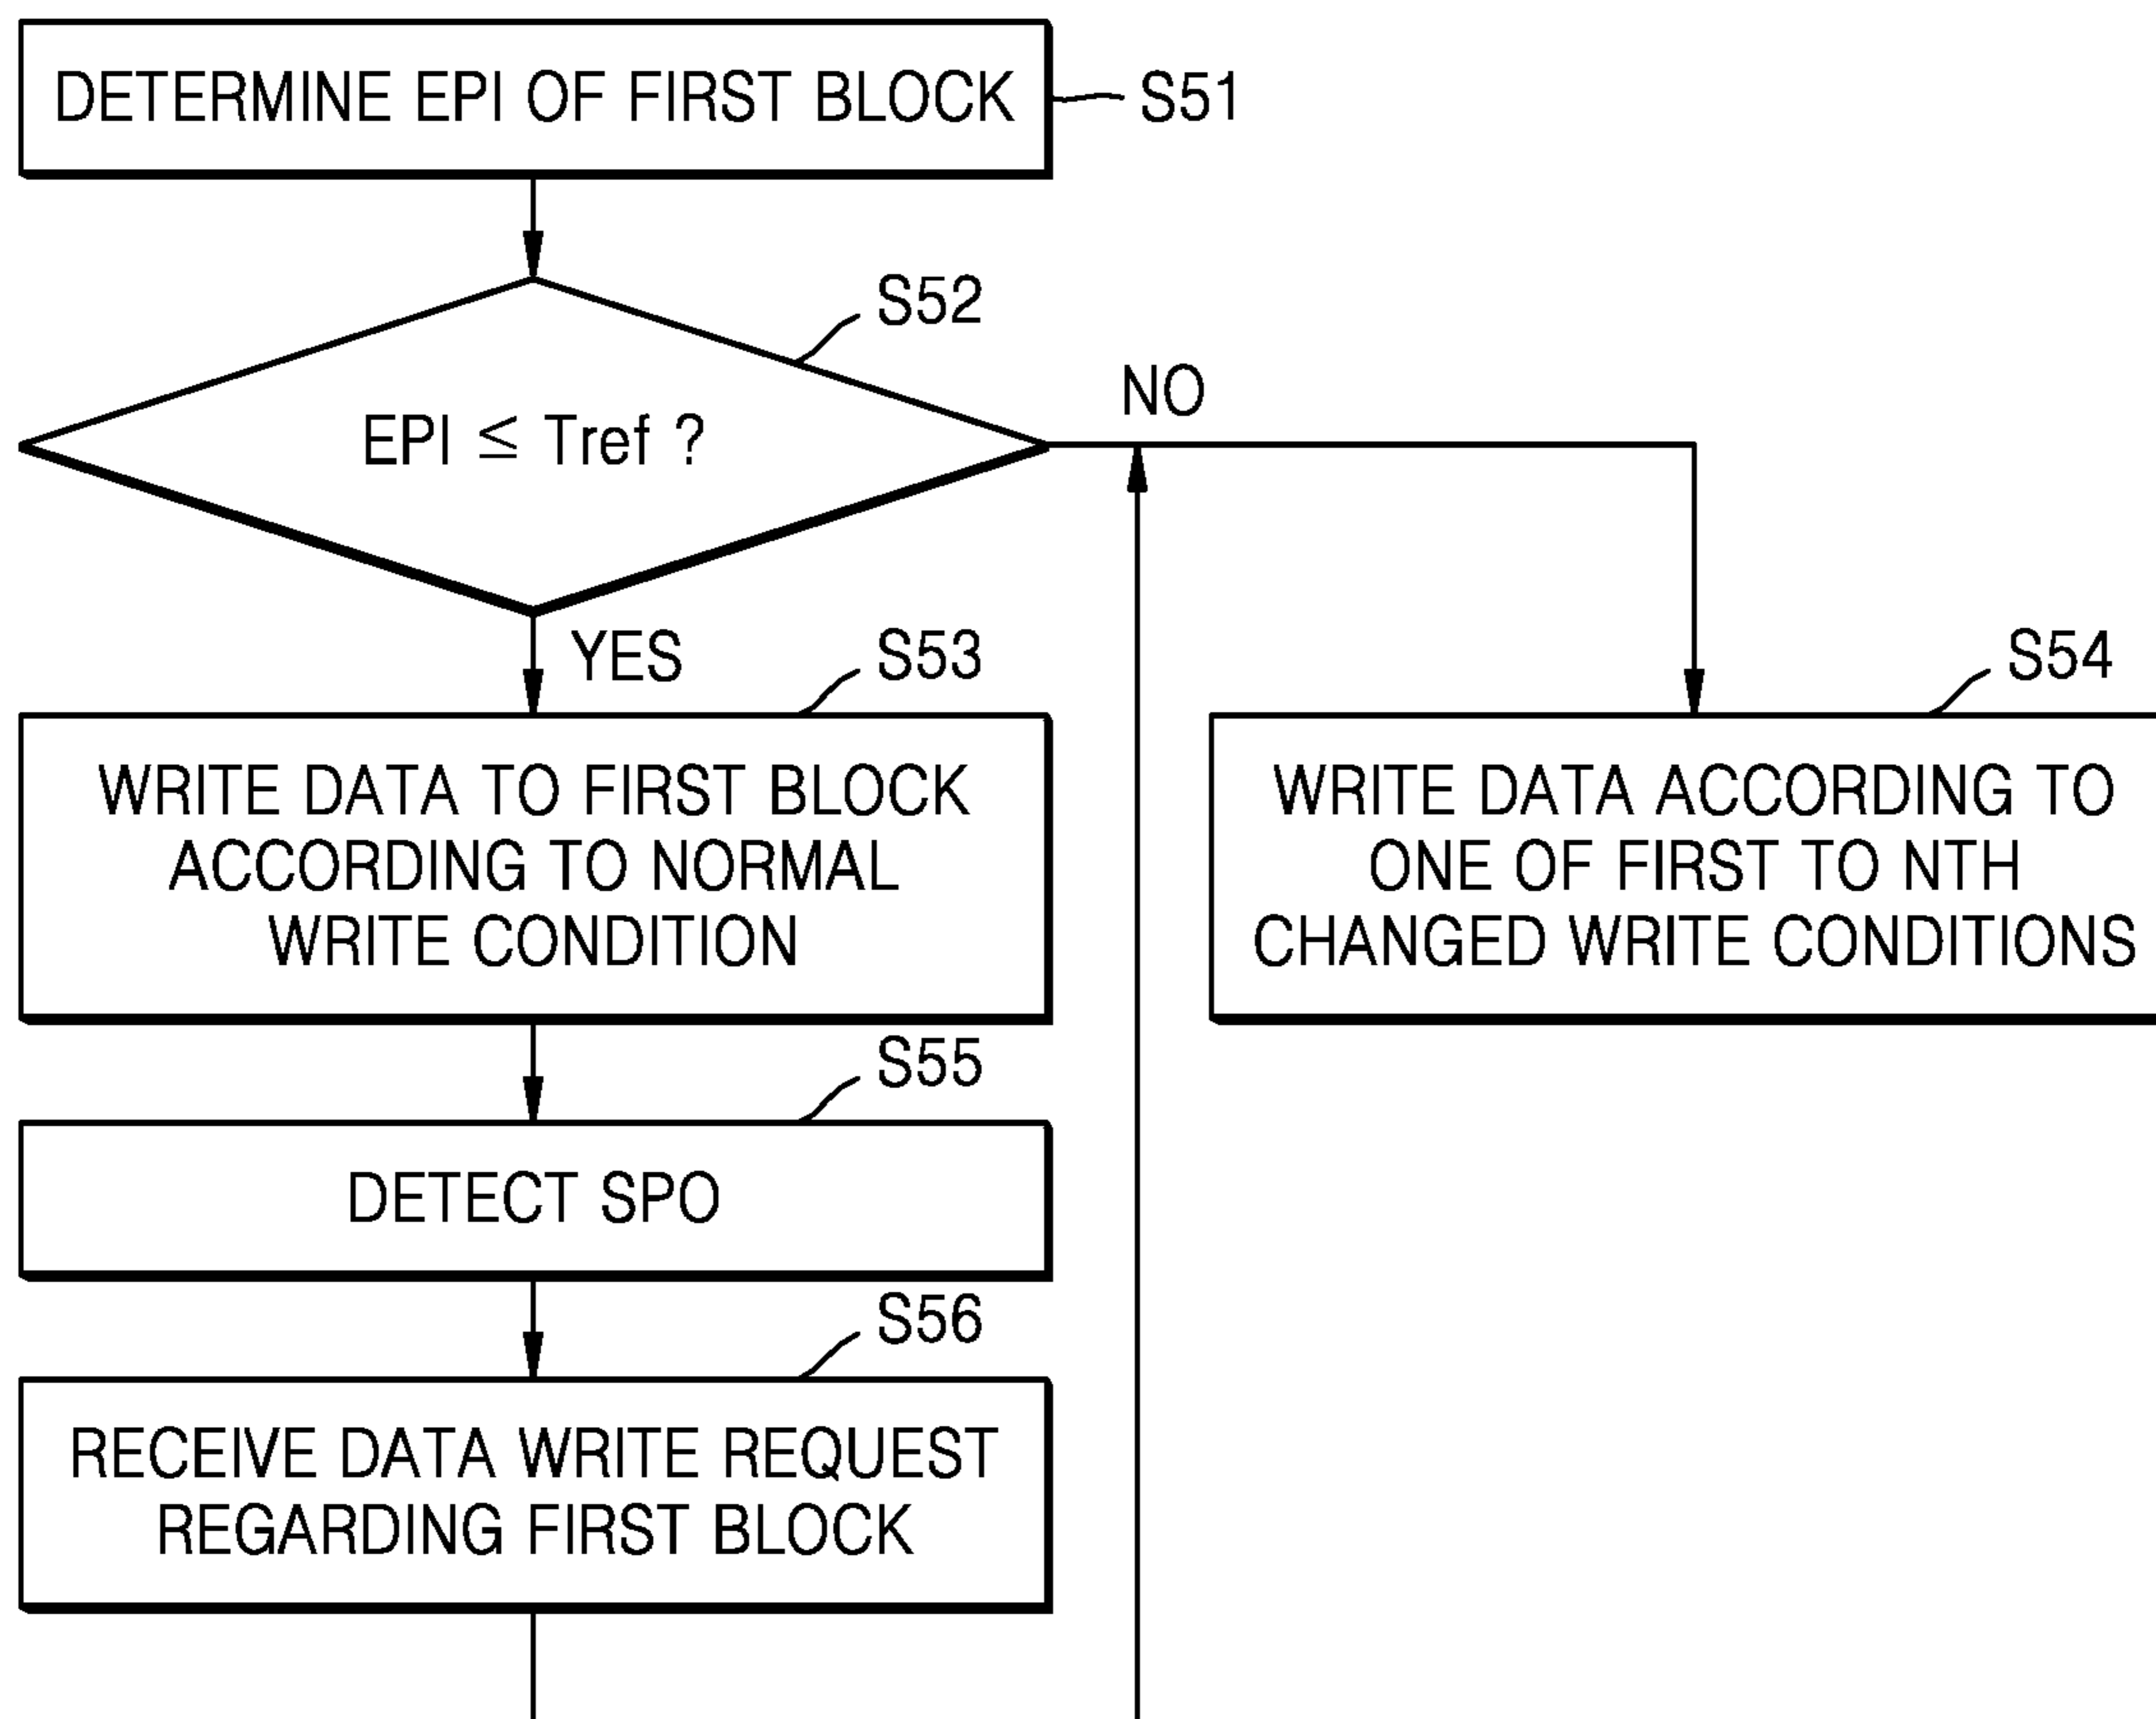 DETERMINE EPI OF FIRST BLOCK
S51
S52
EPI ≤ Tref ?
NO
YES
S53
WRITE DATA TO FIRST BLOCK
ACCORDING TO NORMAL
WRITE CONDITION
S54
WRITE DATA ACCORDING TO
ONE OF FIRST TO NTH
CHANGED WRITE CONDITIONS
S55
DETECT SPO
S56
RECEIVE DATA WRITE REQUEST
REGARDING FIRST BLOCK